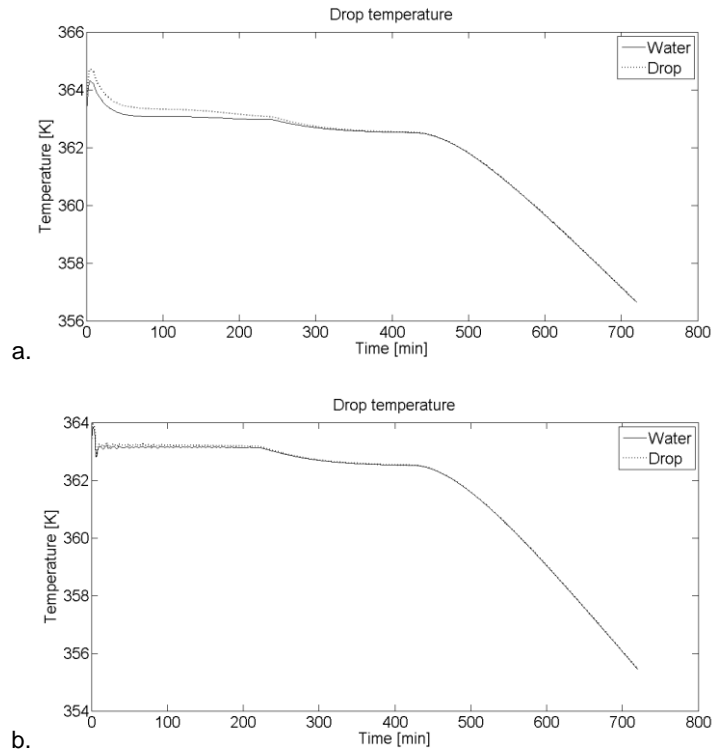 Drop temperature
366
364
362
360
358
356
Temperature [K]
Water
Drop
0 100 200 300 400 500 600 700 800
Time [min]
a.
Drop temperature
364
362
360
358
356
354
Temperature [K]
Water
Drop
0 100 200 300 400 500 600 700 800
Time [min]
b.